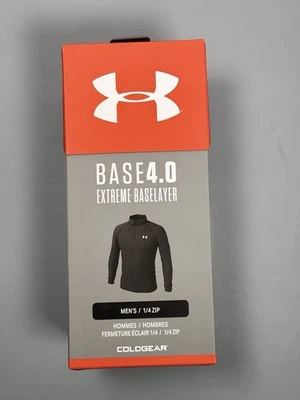 BASE4.0
EXTREME BASELAYER
MEN'S / 1/4 ZIP
HOMMES / HOMBRES
FERMETURE ÉCLAIR 1/4 / 1/4 ZIP
COLDGEAR®